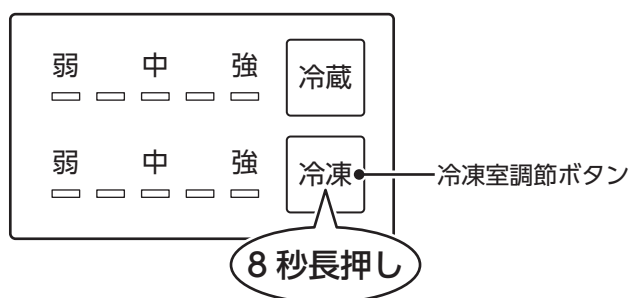 弱 中 強 冷蔵
弱 中 強 冷凍
冷凍室調節ボタン
8秒長押し